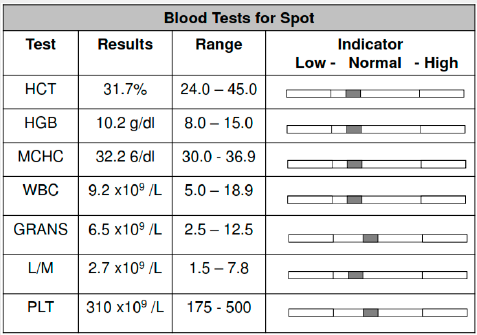 Blood Tests for Spot
Test Results Range Indicator
Low - Normal - High
HCT 31.7% 24.0 – 45.0
HGB 10.2 g/dl 8.0 – 15.0
MCHC 32.2 6/dl 30.0 - 36.9
WBC 9.2 x10⁹ /L 5.0 – 18.9
GRANS 6.5 x10⁹ /L 2.5 – 12.5
L/M 2.7 x10⁹ /L 1.5 – 7.8
PLT 310 x10⁹ /L 175 - 500